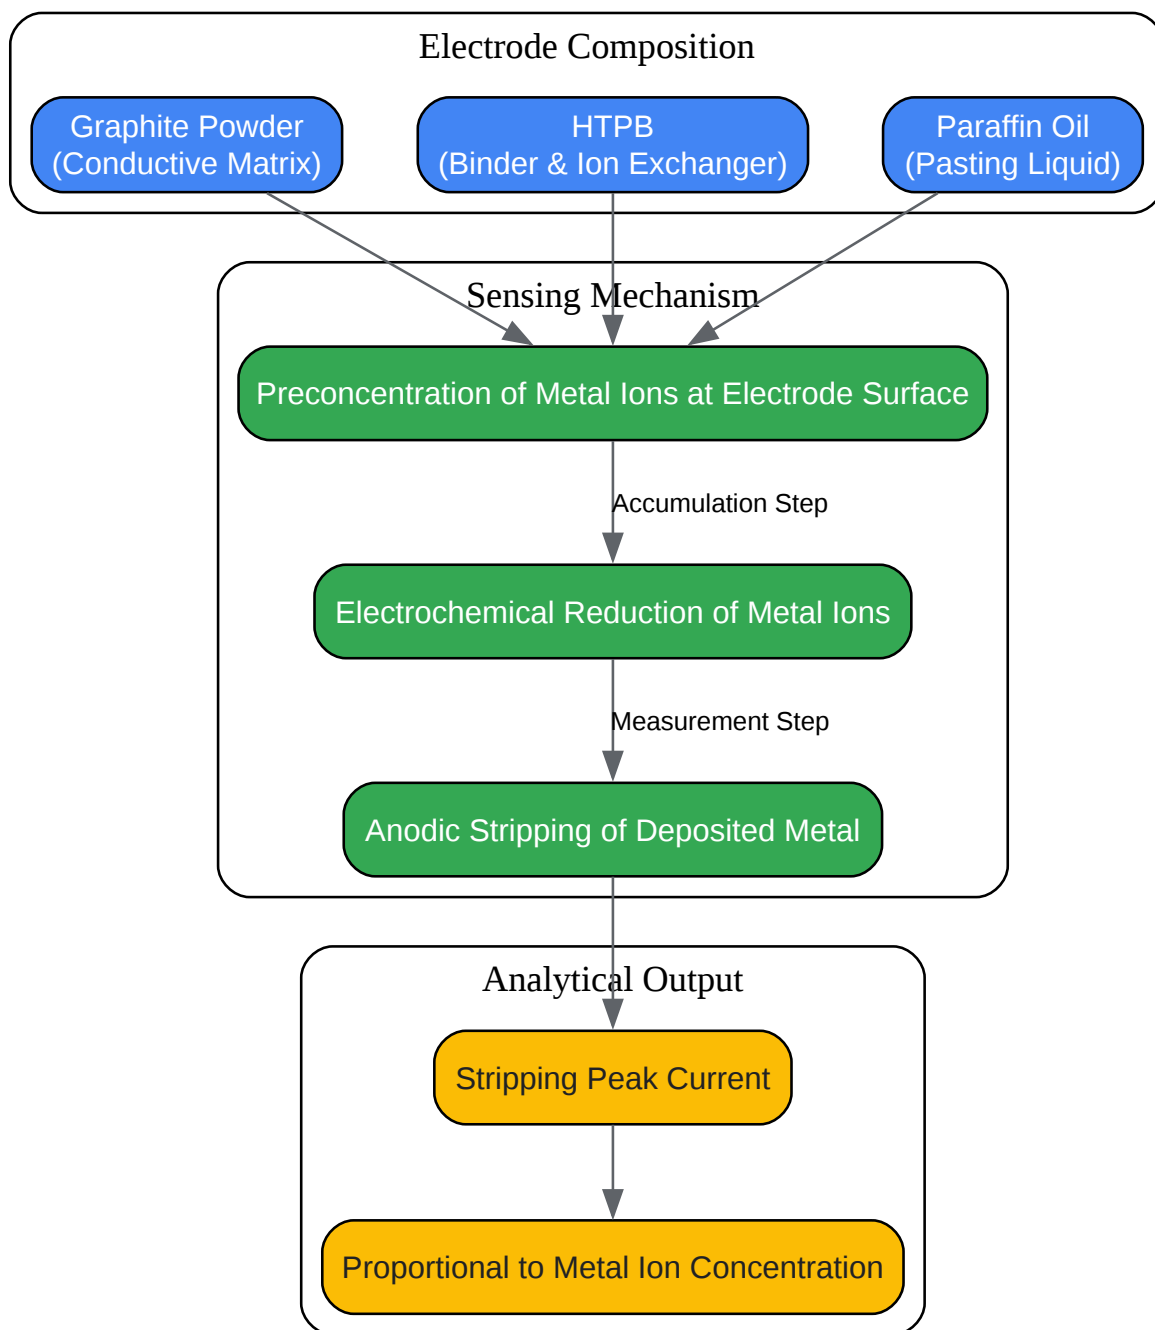 Electrode Composition
Graphite Powder
(Conductive Matrix)
HTPB
(Binder & Ion Exchanger)
Paraffin Oil
(Pasting Liquid)
Sensing Mechanism
Preconcentration of Metal Ions at Electrode Surface
Accumulation Step
Electrochemical Reduction of Metal Ions
Measurement Step
Anodic Stripping of Deposited Metal
Analytical Output
Stripping Peak Current
Proportional to Metal Ion Concentration